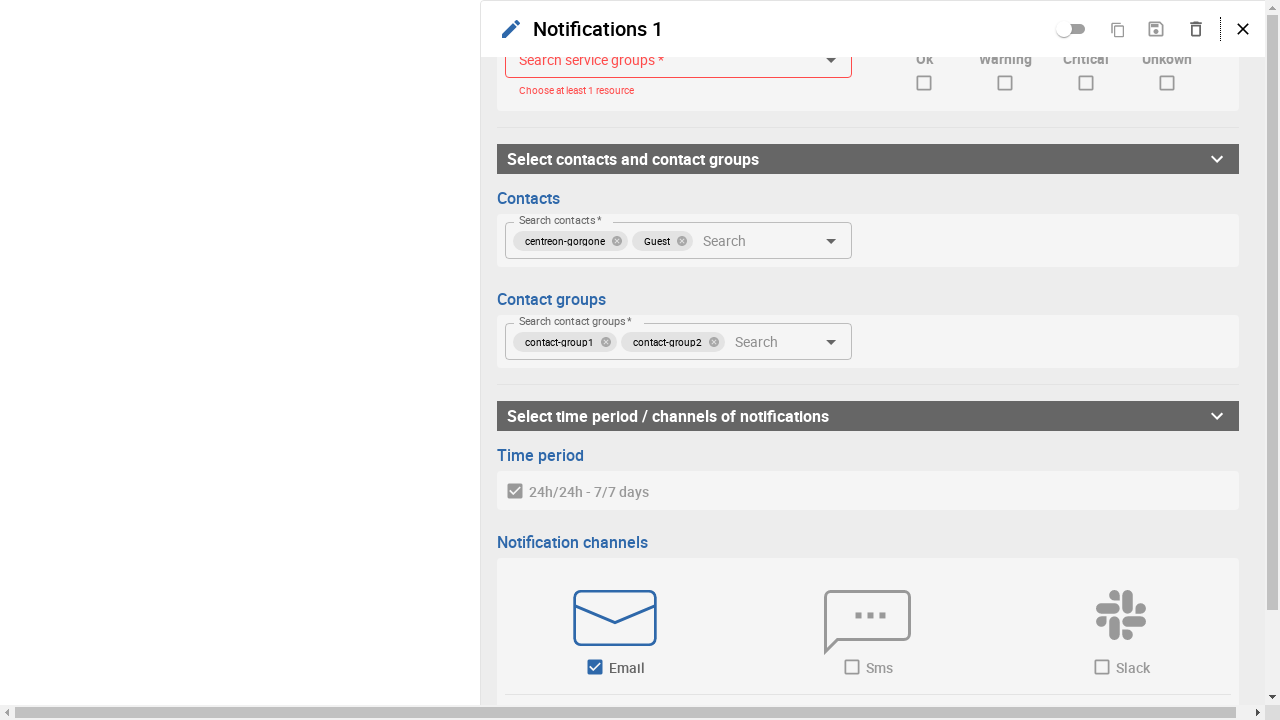 Notifications 1
Search service groups *
Ok Warning Critical Unkown
Choose at least 1 resource
Select contacts and contact groups
Contacts
Search contacts *
centreon-gorgone Guest Search
Contact groups
Search contact groups *
contact-group1 contact-group2 Search
Select time period / channels of notifications
Time period
24h/24h - 7/7 days
Notification channels
Email Sms Slack